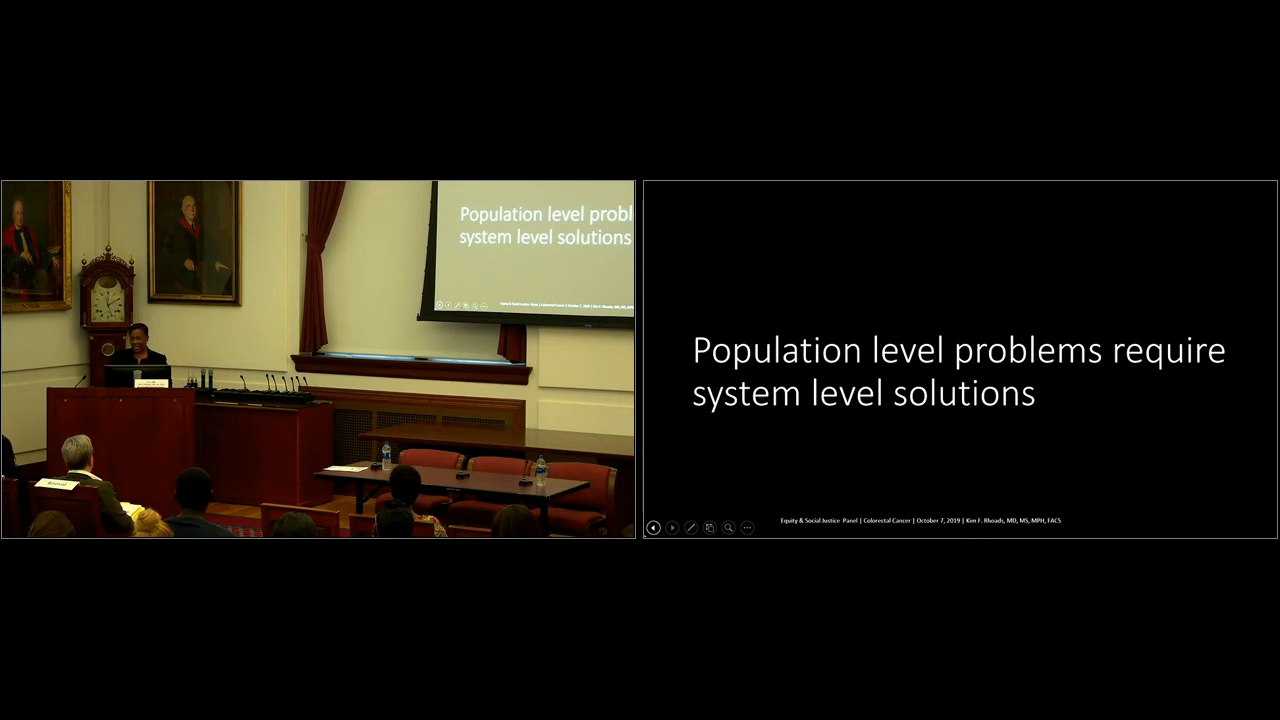 Population level probl
system level solutions
Reserved
Population level problems require
system level solutions
Equity & Social Justice Panel | Colorectal Cancer | October 7, 2019 | Kim F. Rhoads, MD, MS, MPH, FACS